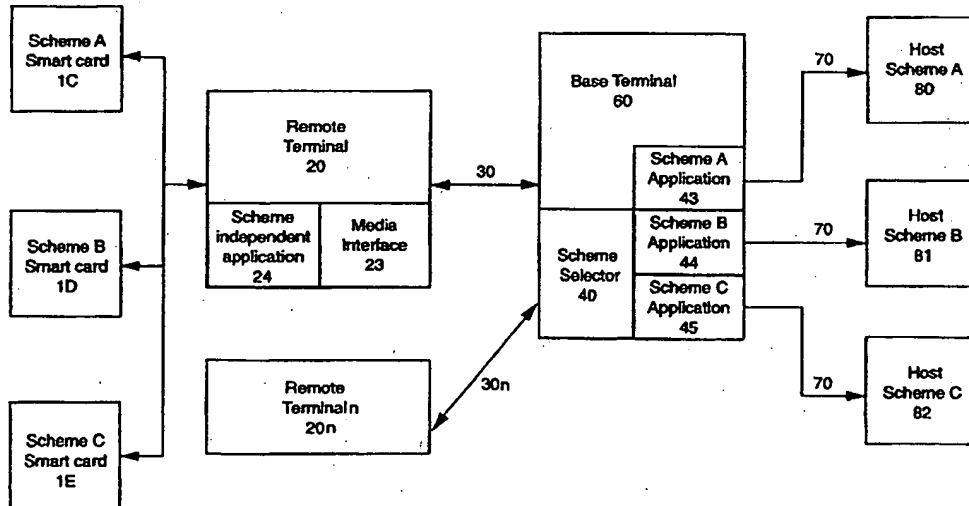 Scheme A
Smart card
1C
Scheme B
Smart card
1D
Scheme C
Smart card
1E
Remote
Terminal
20
Scheme
independent
application
24
Media
Interface
23
Remote
Terminal n
20n
30
30n
Base Terminal
60
Scheme
Selector
40
Scheme A
Application
43
Scheme B
Application
44
Scheme C
Application
45
70
70
70
Host
Scheme A
80
Host
Scheme B
81
Host
Scheme C
82